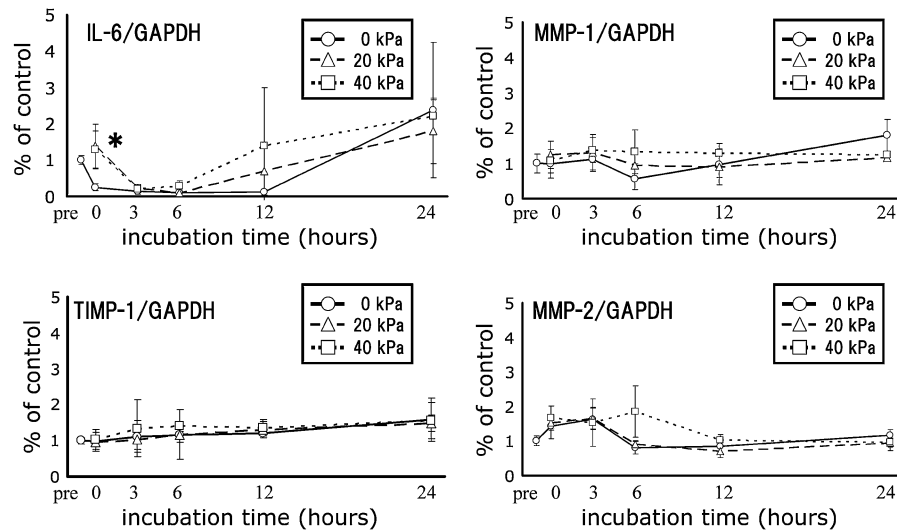 IL-6/GAPDH
0 kPa
20 kPa
40 kPa
% of control
5
4
3
2
1
0
*
pre 0 3 6 12 24
incubation time (hours)
MMP-1/GAPDH
0 kPa
20 kPa
40 kPa
% of control
5
4
3
2
1
0
pre 0 3 6 12 24
incubation time (hours)
TIMP-1/GAPDH
0 kPa
20 kPa
40 kPa
% of control
5
4
3
2
1
0
pre 0 3 6 12 24
incubation time (hours)
MMP-2/GAPDH
0 kPa
20 kPa
40 kPa
% of control
5
4
3
2
1
0
pre 0 3 6 12 24
incubation time (hours)